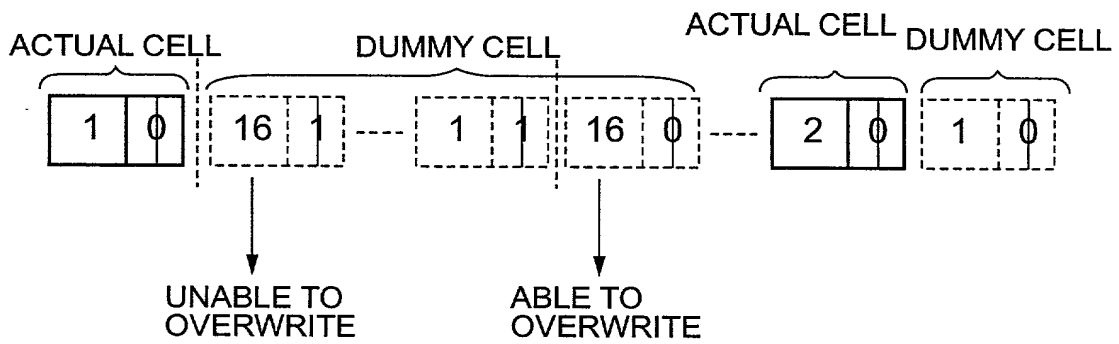 ACTUAL CELL
DUMMY CELL
ACTUAL CELL
DUMMY CELL
1 0 16 1 1 1 16 0 2 0 1 0
UNABLE TO
OVERWRITE
ABLE TO
OVERWRITE